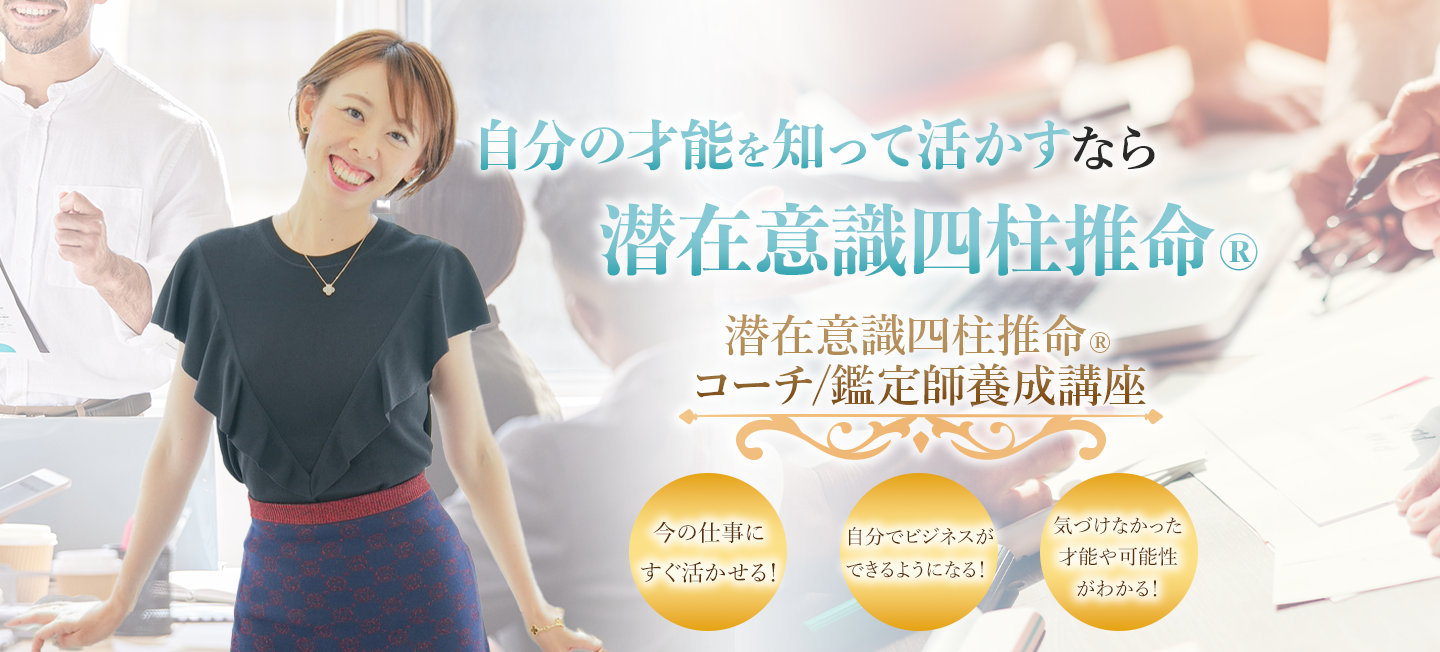 自分の才能を知って活かすなら
潜在意識四柱推命®
潜在意識四柱推命®
コーチ/鑑定師養成講座
今の仕事に
すぐ活かせる!
自分でビジネスが
できるようになる!
気づけなかった
才能や可能性
がわかる!